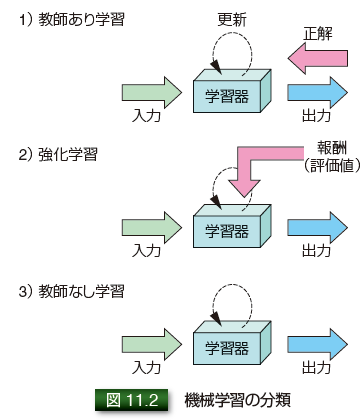 1）教師あり学習
更新
正解
学習器
入力
出力
2）強化学習
報酬
（評価値）
学習器
入力
出力
3）教師なし学習
学習器
入力
出力
図 11.2 機械学習の分類